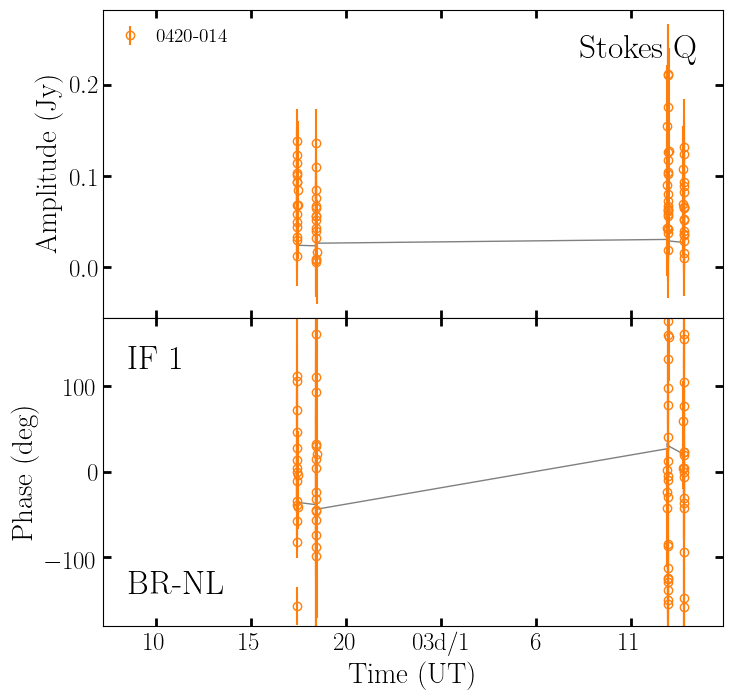 0420-014
Stokes Q
Amplitude (Jy)
0.2
0.1
0.0
IF 1
BR-NL
Phase (deg)
100
0
−100
10 15 20 03d/1 6 11
Time (UT)